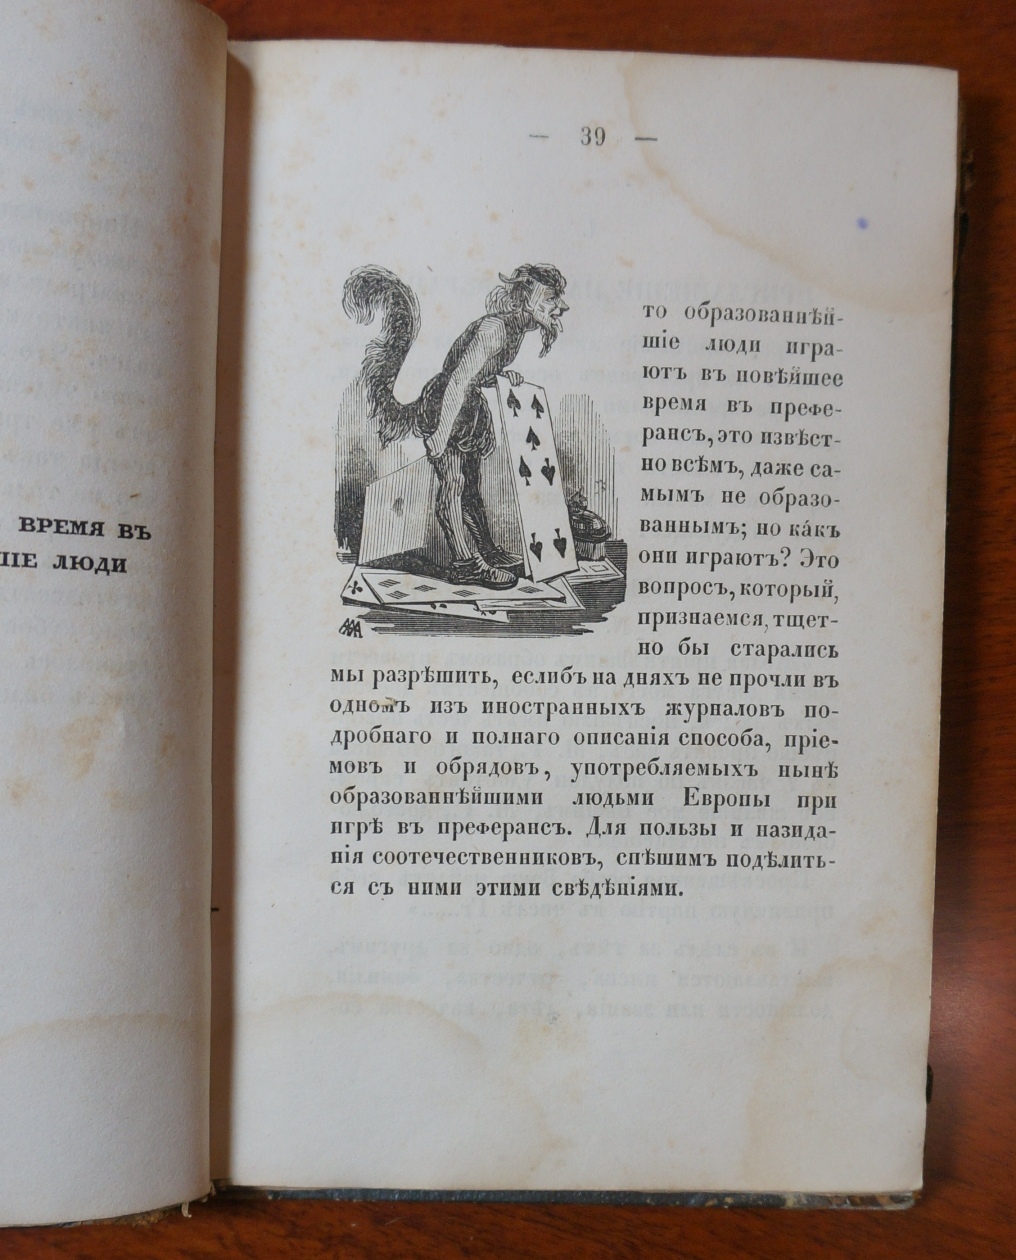 ВРЕМЯ ВЪ
ШІЕ ЛЮДИ
— 39 —
то образованнѣй-
шіе люди игра-
ютъ въ новѣйшее
время въ префе-
рансъ, это извѣст-
но всѣмъ, даже са-
мымъ не образо-
ваннымъ; но ка́къ
они играютъ? Это
вопросъ, который,
признаемся, тщет-
но бы старались
мы разрѣшить, еслибъ на дняхъ не прочли въ
одномъ изъ иностранныхъ журналовъ по-
дробнаго и полнаго описанія способа, пріе-
мовъ и обрядовъ, употребляемыхъ нынѣ
образованнѣйшими людьми Европы при
игрѣ въ преферансъ. Для пользы и назида-
нія соотечественниковъ, спѣшимъ подѣлить-
ся съ ними этими свѣдѣніями.